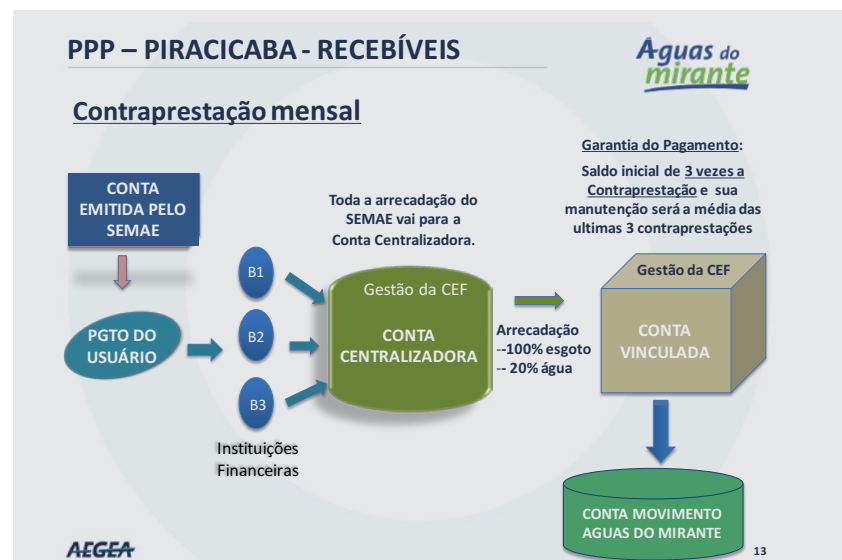 PPP – PIRACICABA - RECEBÍVEIS
Águas do
mirante
Contraprestação mensal
Garantia do Pagamento:
Saldo inicial de 3 vezes a
Contraprestação e sua
manutenção será a média das
ultimas 3 contraprestações
CONTA
EMITIDA PELO
SEMAE
Toda a arrecadação do
SEMAE vai para a
Conta Centralizadora.
PGTO DO
USUÁRIO
B1
B2
B3
Instituições
Financeiras
Gestão da CEF
CONTA
CENTRALIZADORA
Arrecadação
--100% esgoto
-- 20% água
Gestão da CEF
CONTA
VINCULADA
CONTA MOVIMENTO
AGUAS DO MIRANTE
AEGEA
13